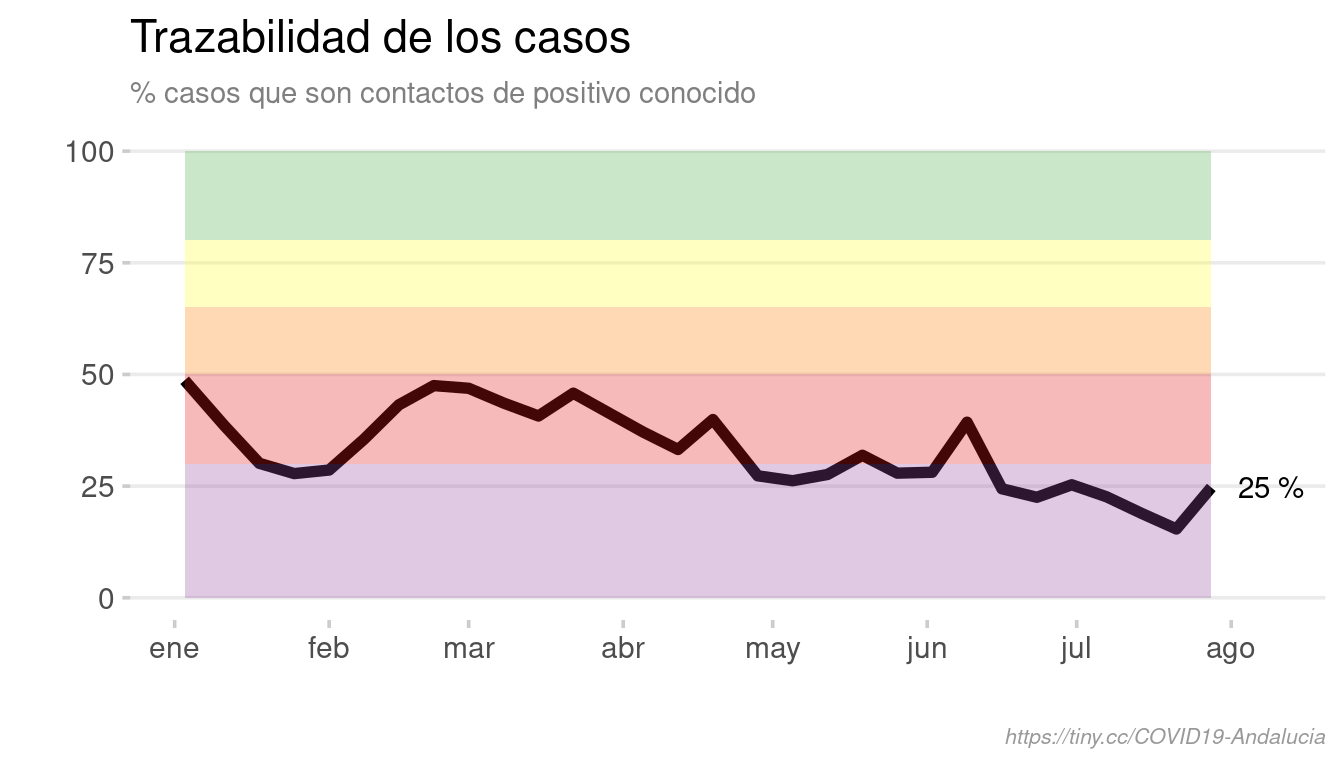 Trazabilidad de los casos
% casos que son contactos de positivo conocido
100
75
50
25
25 %
0
ene feb mar abr may jun jul ago
https://tiny.cc/COVID19-Andalucia